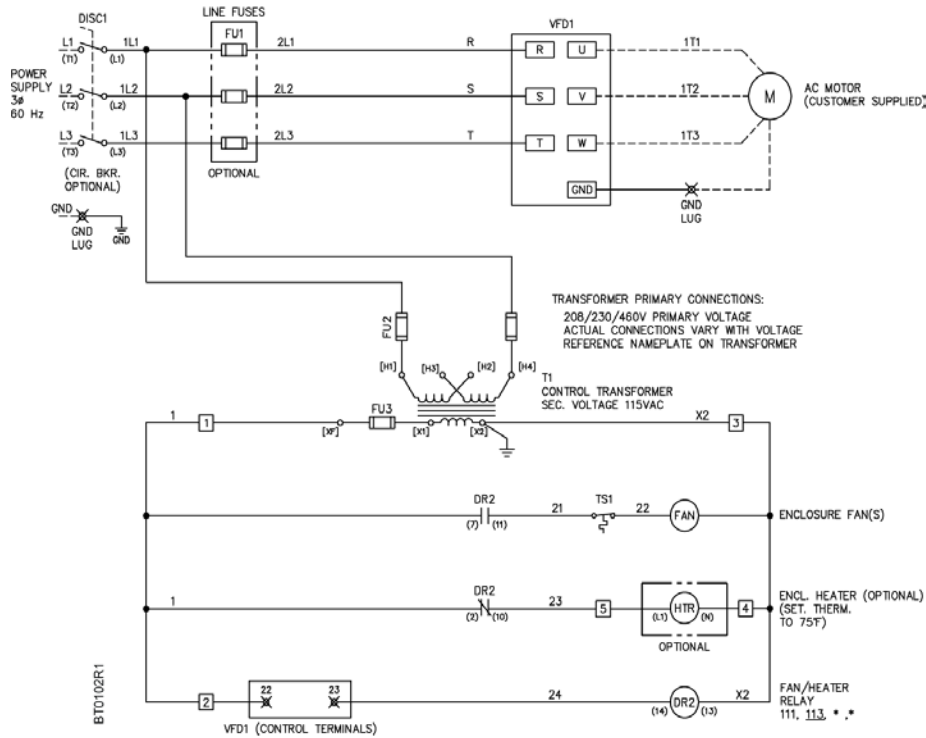 LINE FUSES
DISC1
VFD1
FU1
L1 1L1 2L1 R R U 1T1
(T1) (L1)
POWER
SUPPLY
3ø
60 Hz
L2 1L2 2L2 S S V 1T2
(T2) (L2)
M
AC MOTOR
(CUSTOMER SUPPLIED)
L3 1L3 2L3 T T W 1T3
(T3) (L3)
(CIR. BKR.
OPTIONAL)
OPTIONAL
GND
GND
LUG
GND
GND
LUG
GND
TRANSFORMER PRIMARY CONNECTIONS:
208/230/460V PRIMARY VOLTAGE
ACTUAL CONNECTIONS VARY WITH VOLTAGE
REFERENCE NAMEPLATE ON TRANSFORMER
FU2
[H1] [H3] [H2] [H4]
T1
CONTROL TRANSFORMER
SEC. VOLTAGE 115VAC
FU3
1 1 [XF] [X1] [X2] X2 3
DR2 21 TS1 22 FAN
(7) (11)
ENCLOSURE FAN(S)
1 DR2 23 5 HTR 4
(2) (10) (L1) (N)
OPTIONAL
ENCL. HEATER (OPTIONAL)
(SET. THERM.
TO 75°F)
2 22 23 24 DR2 X2
(14) (13)
VFD1 (CONTROL TERMINALS)
FAN/HEATER
RELAY
111, 113, *,*
BT0102R1